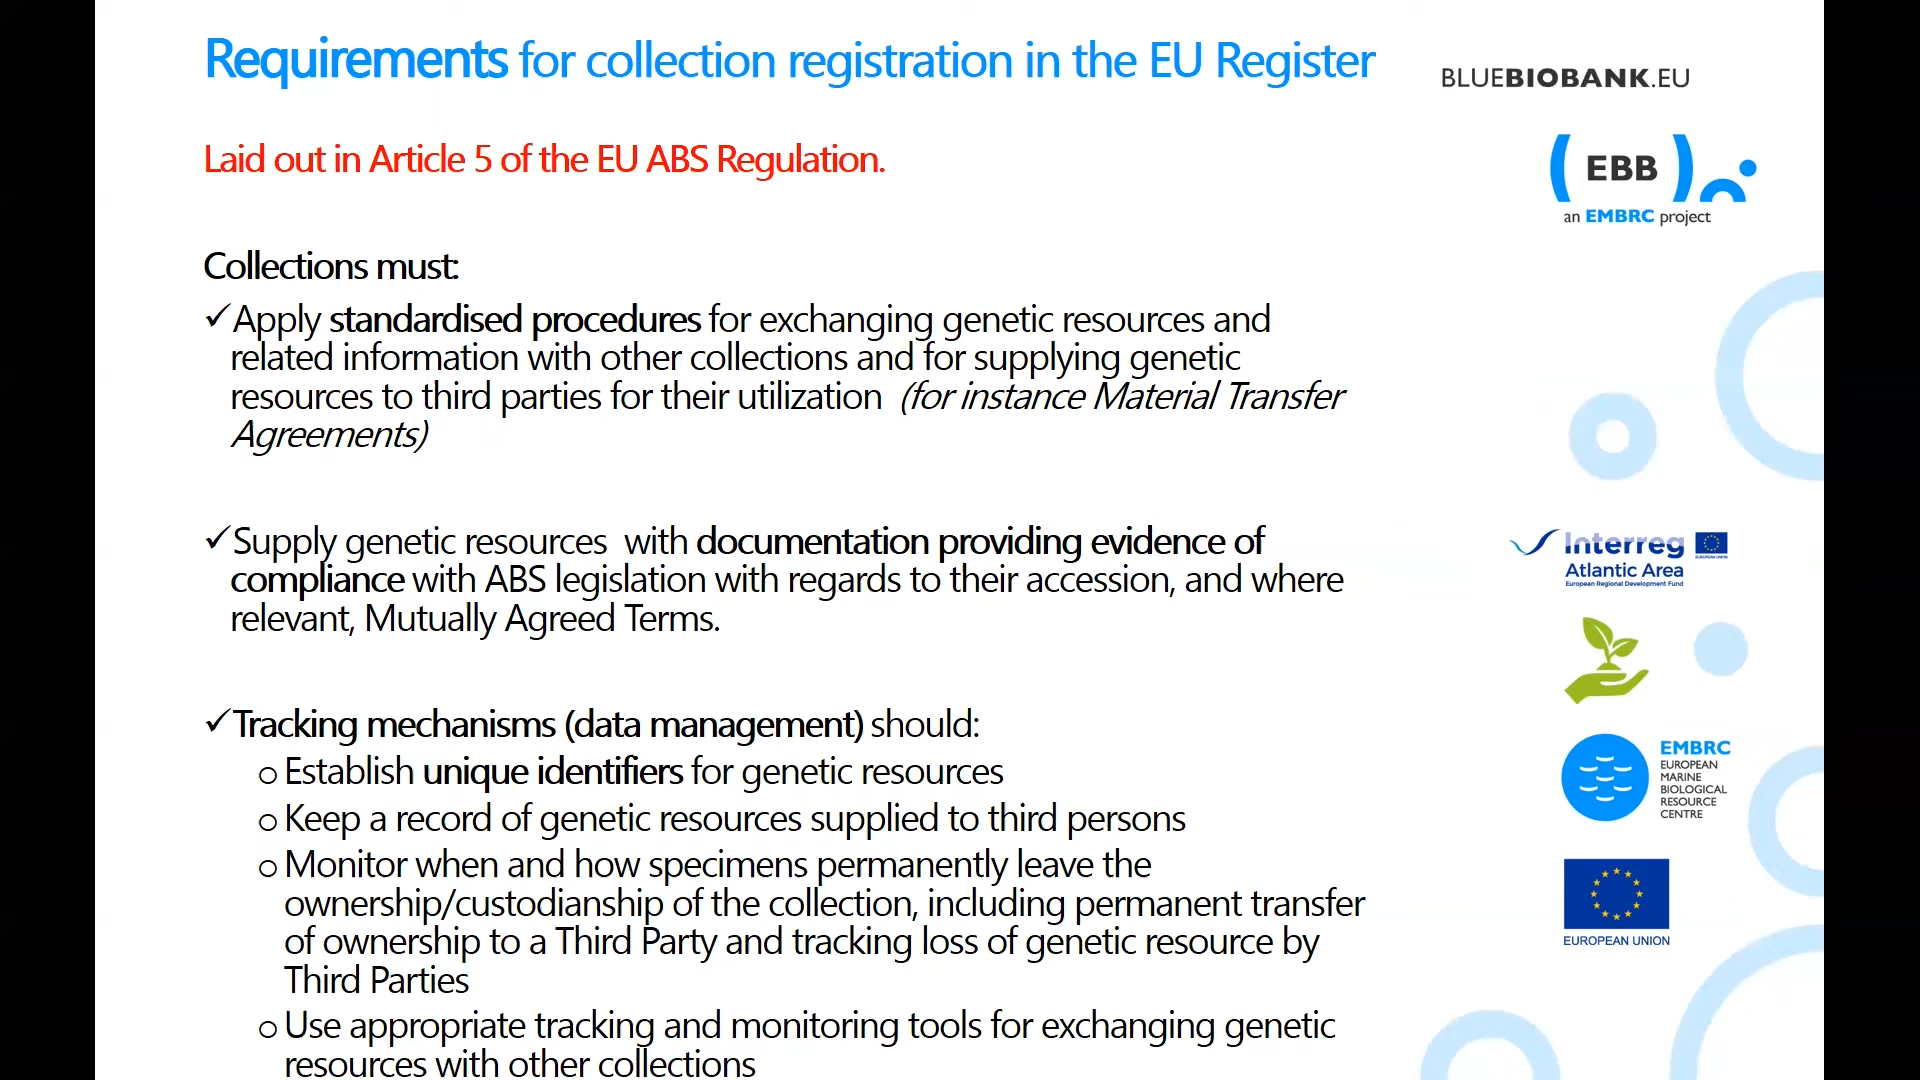 Requirements for collection registration in the EU Register
BLUEBIOBANK.EU
Laid out in Article 5 of the EU ABS Regulation.
EBB
an EMBRC project
Collections must:
✓Apply standardised procedures for exchanging genetic resources and
related information with other collections and for supplying genetic
resources to third parties for their utilization (for instance Material Transfer
Agreements)
✓Supply genetic resources with documentation providing evidence of
compliance with ABS legislation with regards to their accession, and where
relevant, Mutually Agreed Terms.
Interreg
EUROPEAN UNION
Atlantic Area
European Regional Development Fund
✓Tracking mechanisms (data management) should:
o Establish unique identifiers for genetic resources
o Keep a record of genetic resources supplied to third persons
o Monitor when and how specimens permanently leave the
ownership/custodianship of the collection, including permanent transfer
of ownership to a Third Party and tracking loss of genetic resource by
Third Parties
o Use appropriate tracking and monitoring tools for exchanging genetic
resources with other collections
EMBRC
EUROPEAN
MARINE
BIOLOGICAL
RESOURCE
CENTRE
EUROPEAN UNION